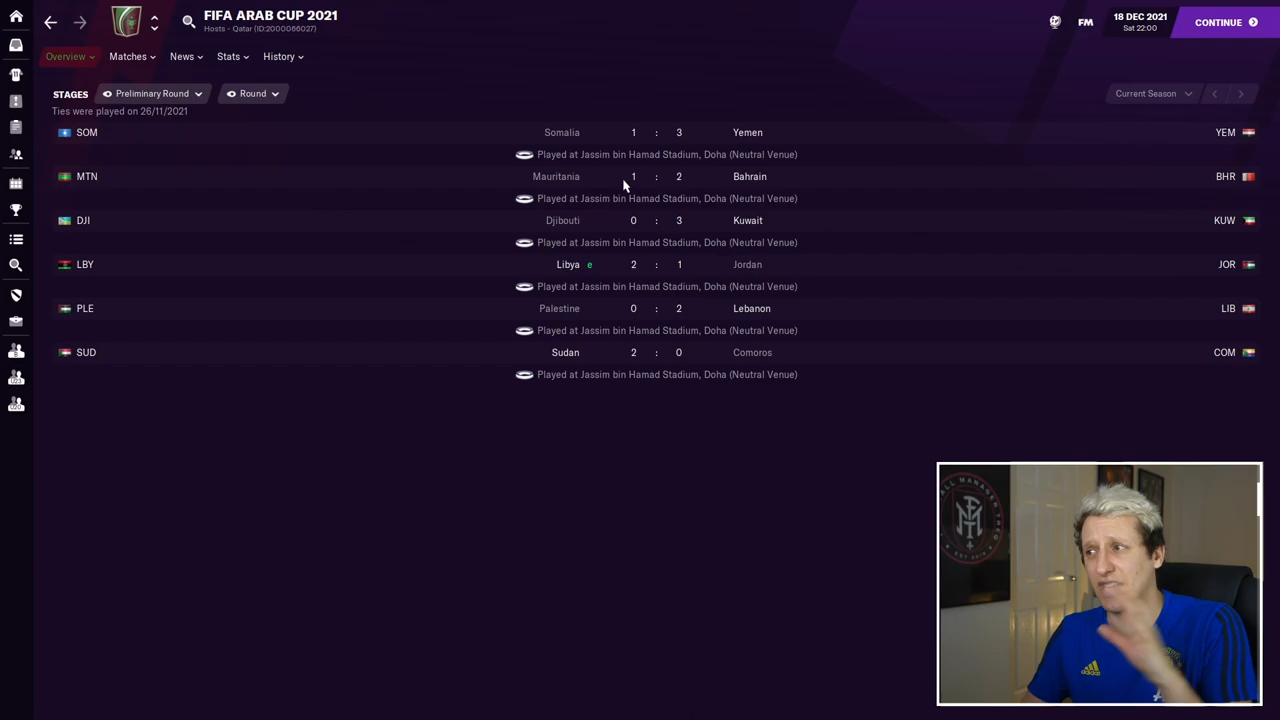 FIFA ARAB CUP 2021
Hosts - Qatar (ID:2000066027)
FM
18 DEC 2021
Sat 22:00
CONTINUE
Overview
Matches
News
Stats
History
STAGES
Preliminary Round
Round
Current Season
Ties were played on 26/11/2021
SOM Somalia 1 : 3 Yemen YEM
Played at Jassim bin Hamad Stadium, Doha (Neutral Venue)
MTN Mauritania 1 : 2 Bahrain BHR
Played at Jassim bin Hamad Stadium, Doha (Neutral Venue)
DJI Djibouti 0 : 3 Kuwait KUW
Played at Jassim bin Hamad Stadium, Doha (Neutral Venue)
LBY Libya e 2 : 1 Jordan JOR
Played at Jassim bin Hamad Stadium, Doha (Neutral Venue)
PLE Palestine 0 : 2 Lebanon LIB
Played at Jassim bin Hamad Stadium, Doha (Neutral Venue)
SUD Sudan 2 : 0 Comoros COM
Played at Jassim bin Hamad Stadium, Doha (Neutral Venue)
U23
U20
adidas